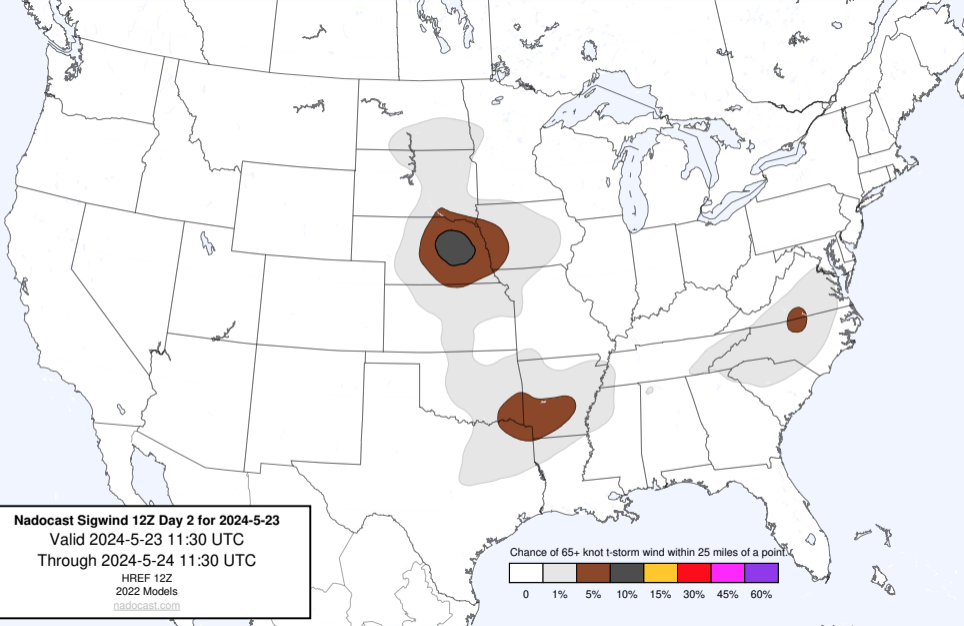 Nadocast Sigwind 12Z Day 2 for 2024-5-23
Valid 2024-5-23 11:30 UTC
Through 2024-5-24 11:30 UTC
HREF 12Z
2022 Models
nadocast.com
Chance of 65+ knot t-storm wind within 25 miles of a point.
0 1% 5% 10% 15% 30% 45% 60%